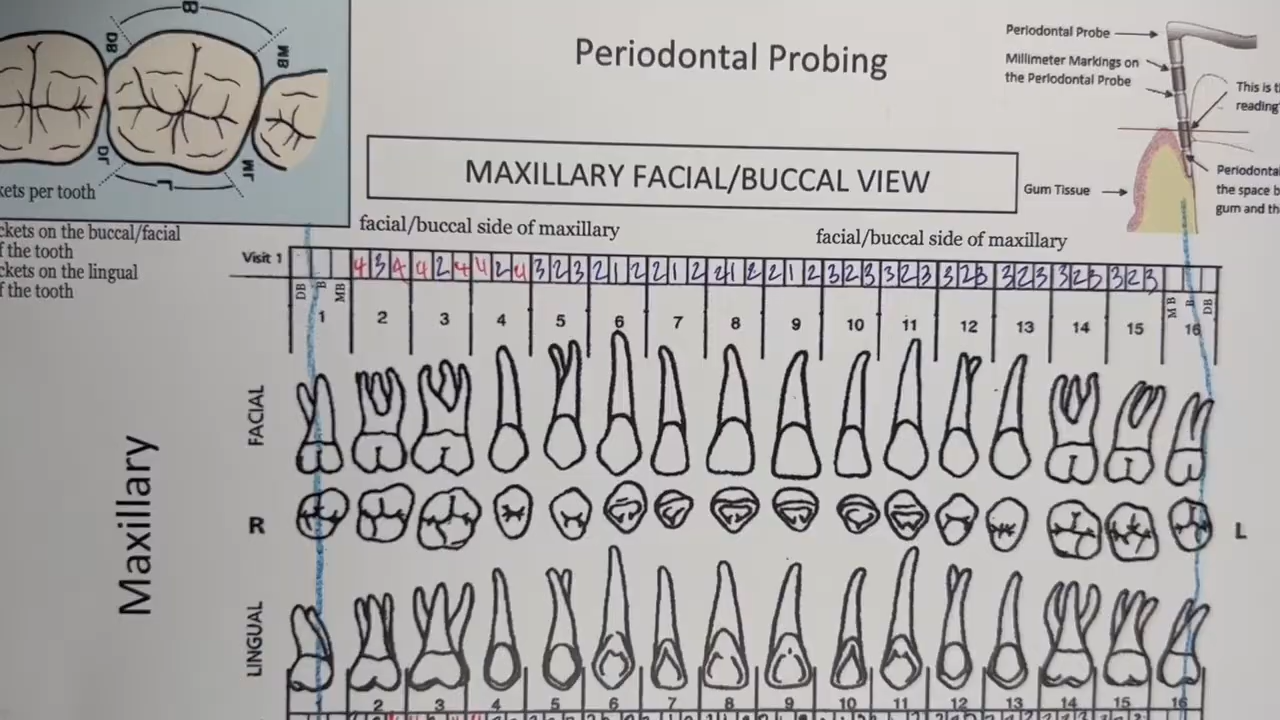 B
DB
MB
DL
ML
L
Periodontal Probing
Periodontal Probe
Millimeter Markings on
the Periodontal Probe
This is t
reading
Gum Tissue
Periodonta
the space b
gum and th
MAXILLARY FACIAL/BUCCAL VIEW
kets per tooth
ckets on the buccal/facial
f the tooth
ckets on the lingual
f the tooth
facial/buccal side of maxillary
facial/buccal side of maxillary
Visit 1 4 3 4 4 2 4 4 2 4 3 2 3 2 1 2 2 1 2 2 1 2 2 1 2 3 2 3 3 2 3 3 2 3 3 2 3 3 2 3 3 2 3
DB B MB MB B DB
1 2 3 4 5 6 7 8 9 10 11 12 13 14 15 16
FACIAL
Maxillary
R L
LINGUAL
1 2 3 4 5 6 7 8 9 10 11 12 13 14 15 16